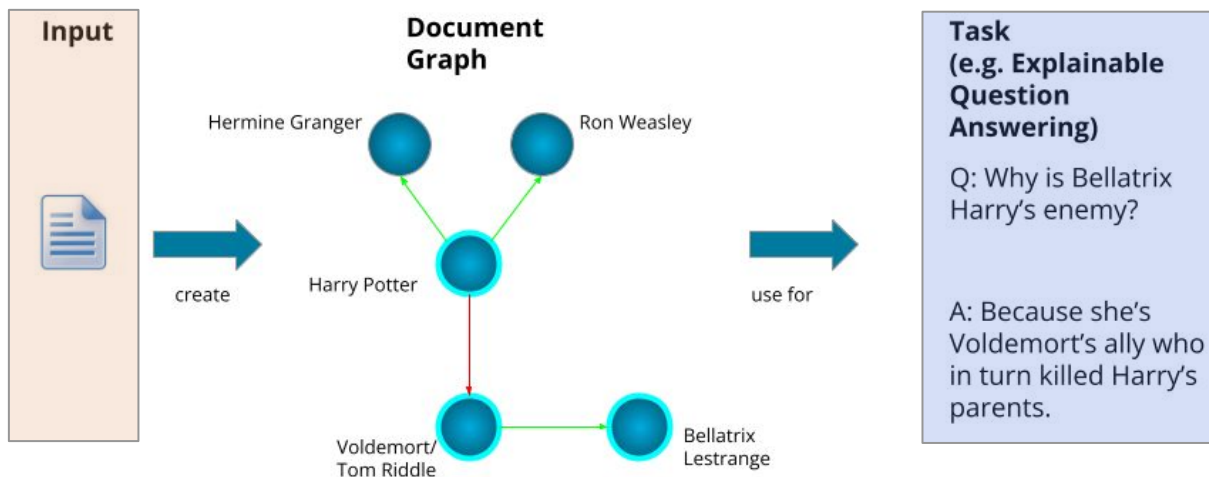 Input
create
Document
Graph
Hermine Granger
Ron Weasley
Harry Potter
Voldemort/
Tom Riddle
Bellatrix
Lestrange
use for
Task
(e.g. Explainable
Question
Answering)
Q: Why is Bellatrix
Harry’s enemy?
A: Because she’s
Voldemort’s ally who
in turn killed Harry’s
parents.